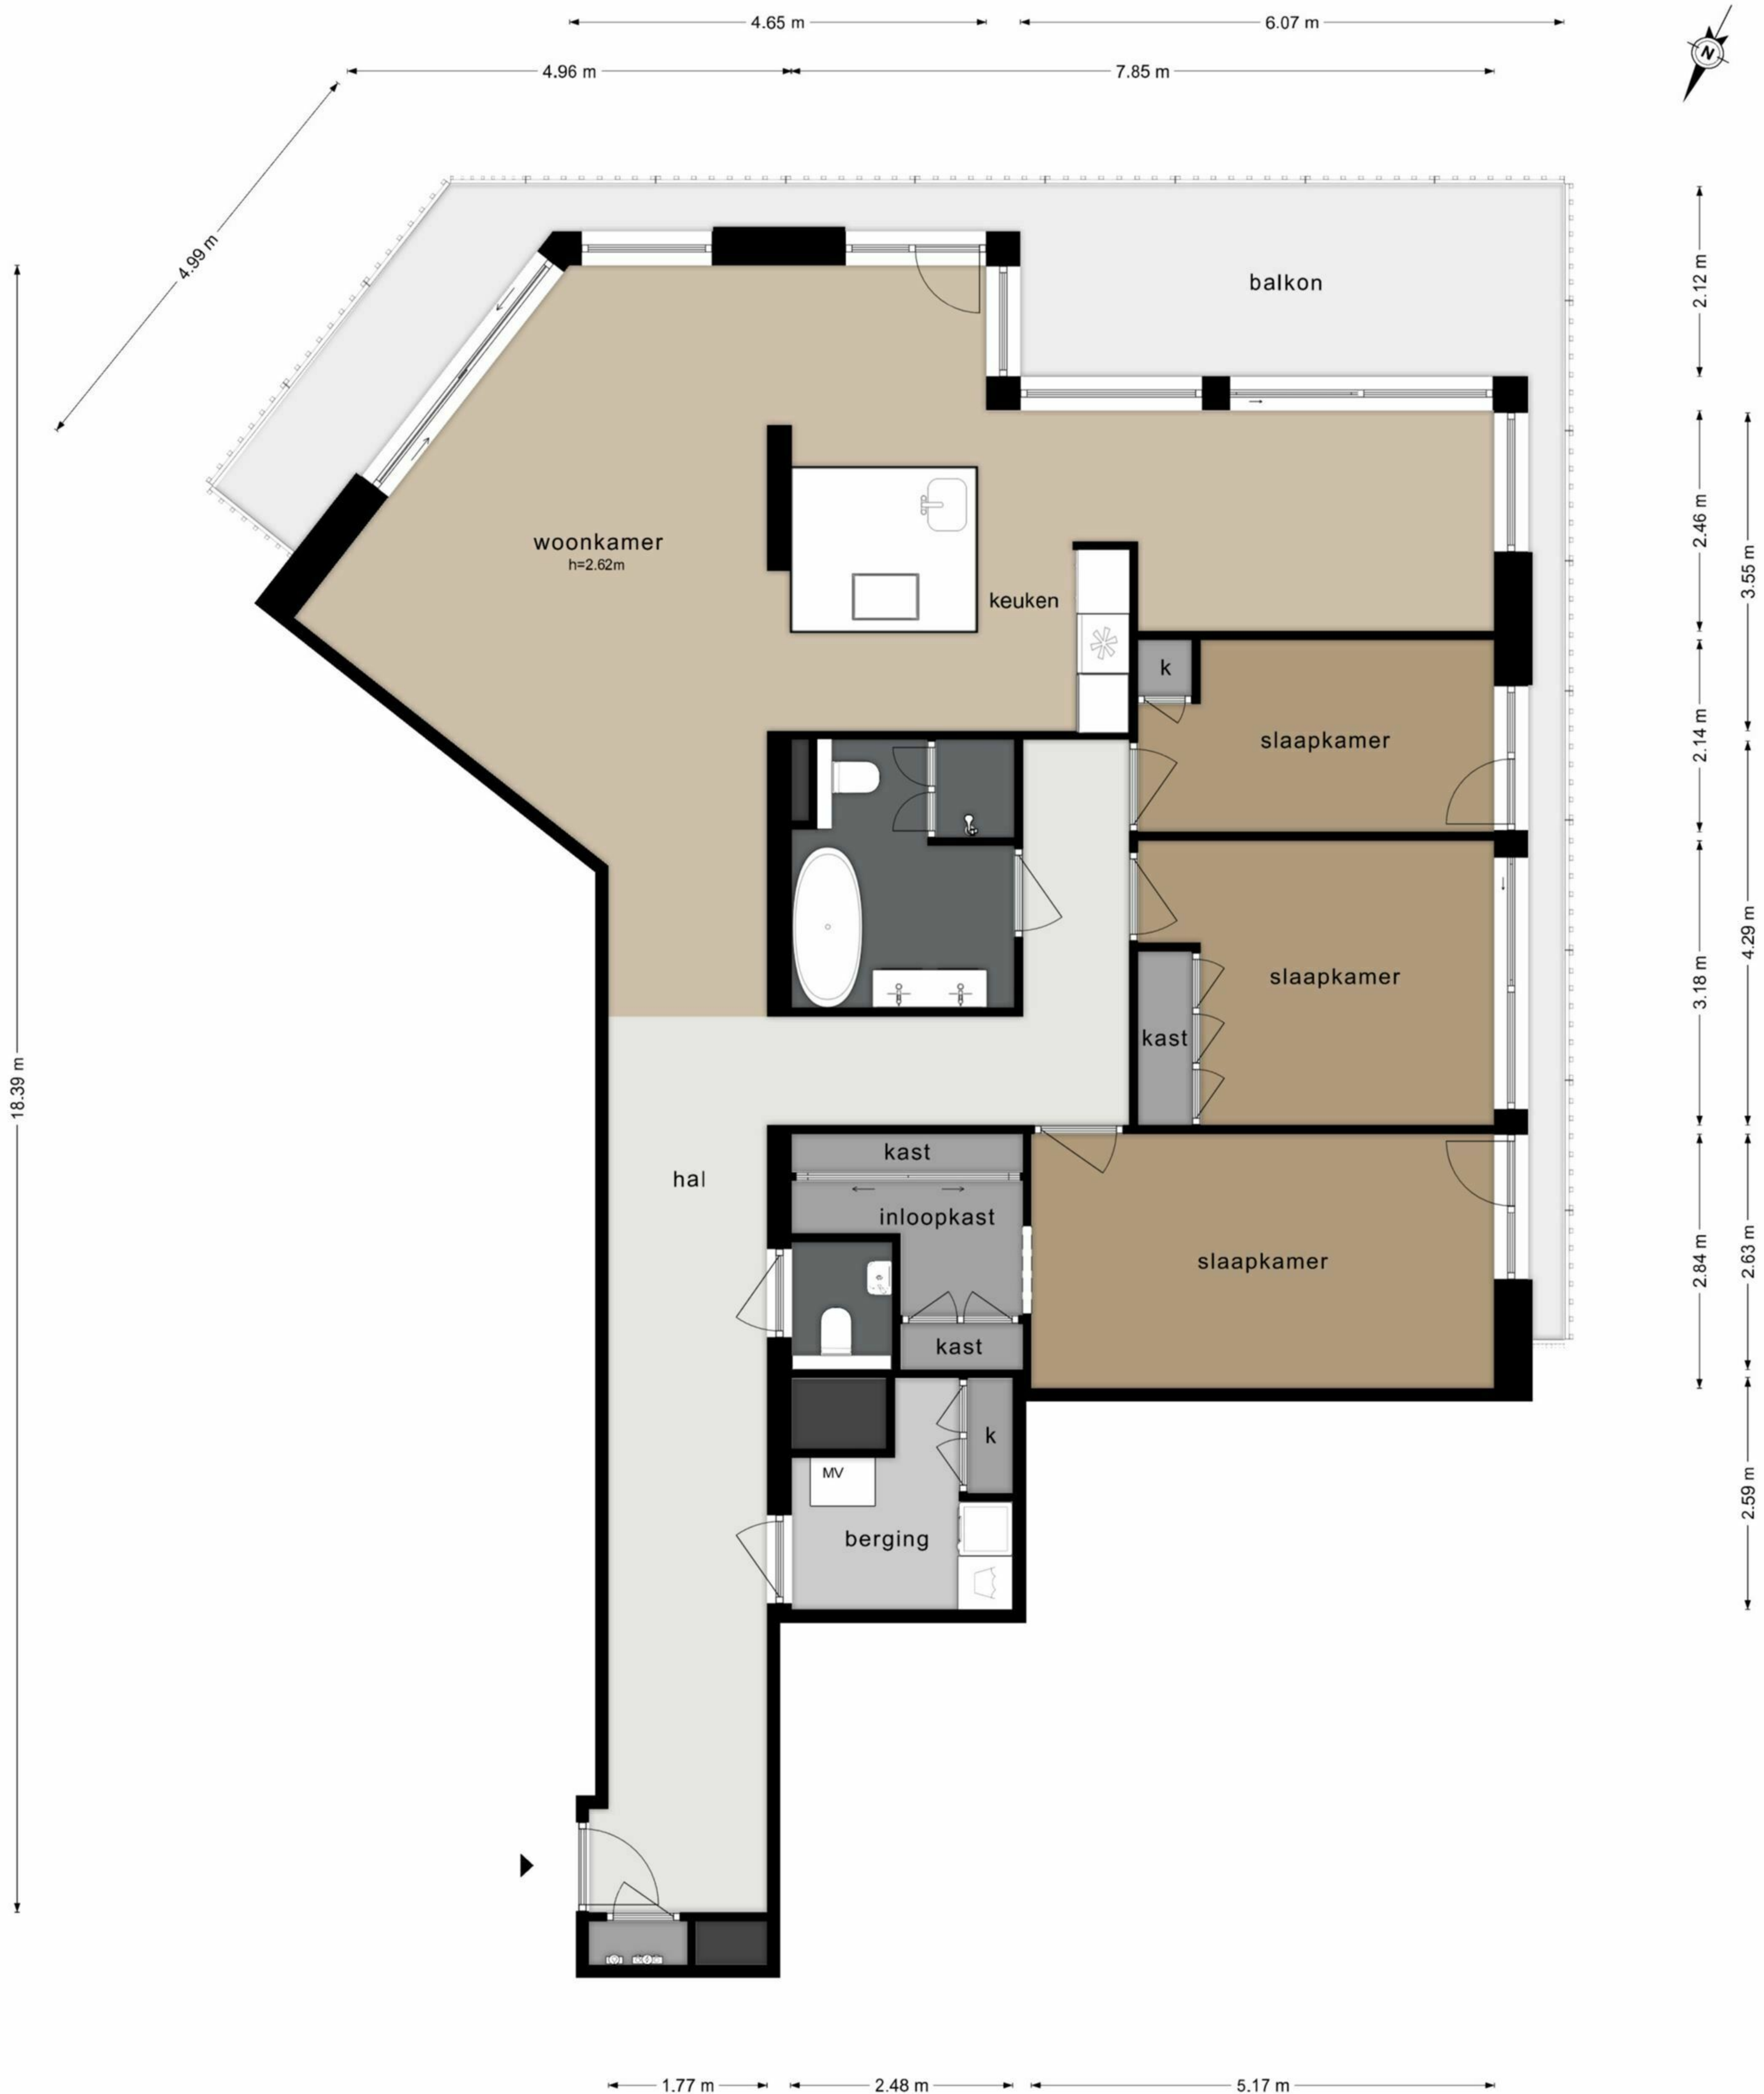 4.65 m
6.07 m
N
4.96 m
7.85 m
4.99 m
balkon
2.12 m
woonkamer
h=2.62m
keuken
2.46 m
3.55 m
k
slaapkamer
2.14 m
slaapkamer
kast
3.18 m
4.29 m
18.39 m
kast
hal
inloopkast
slaapkamer
kast
2.84 m
2.63 m
k
MV
berging
2.59 m
1.77 m
2.48 m
5.17 m